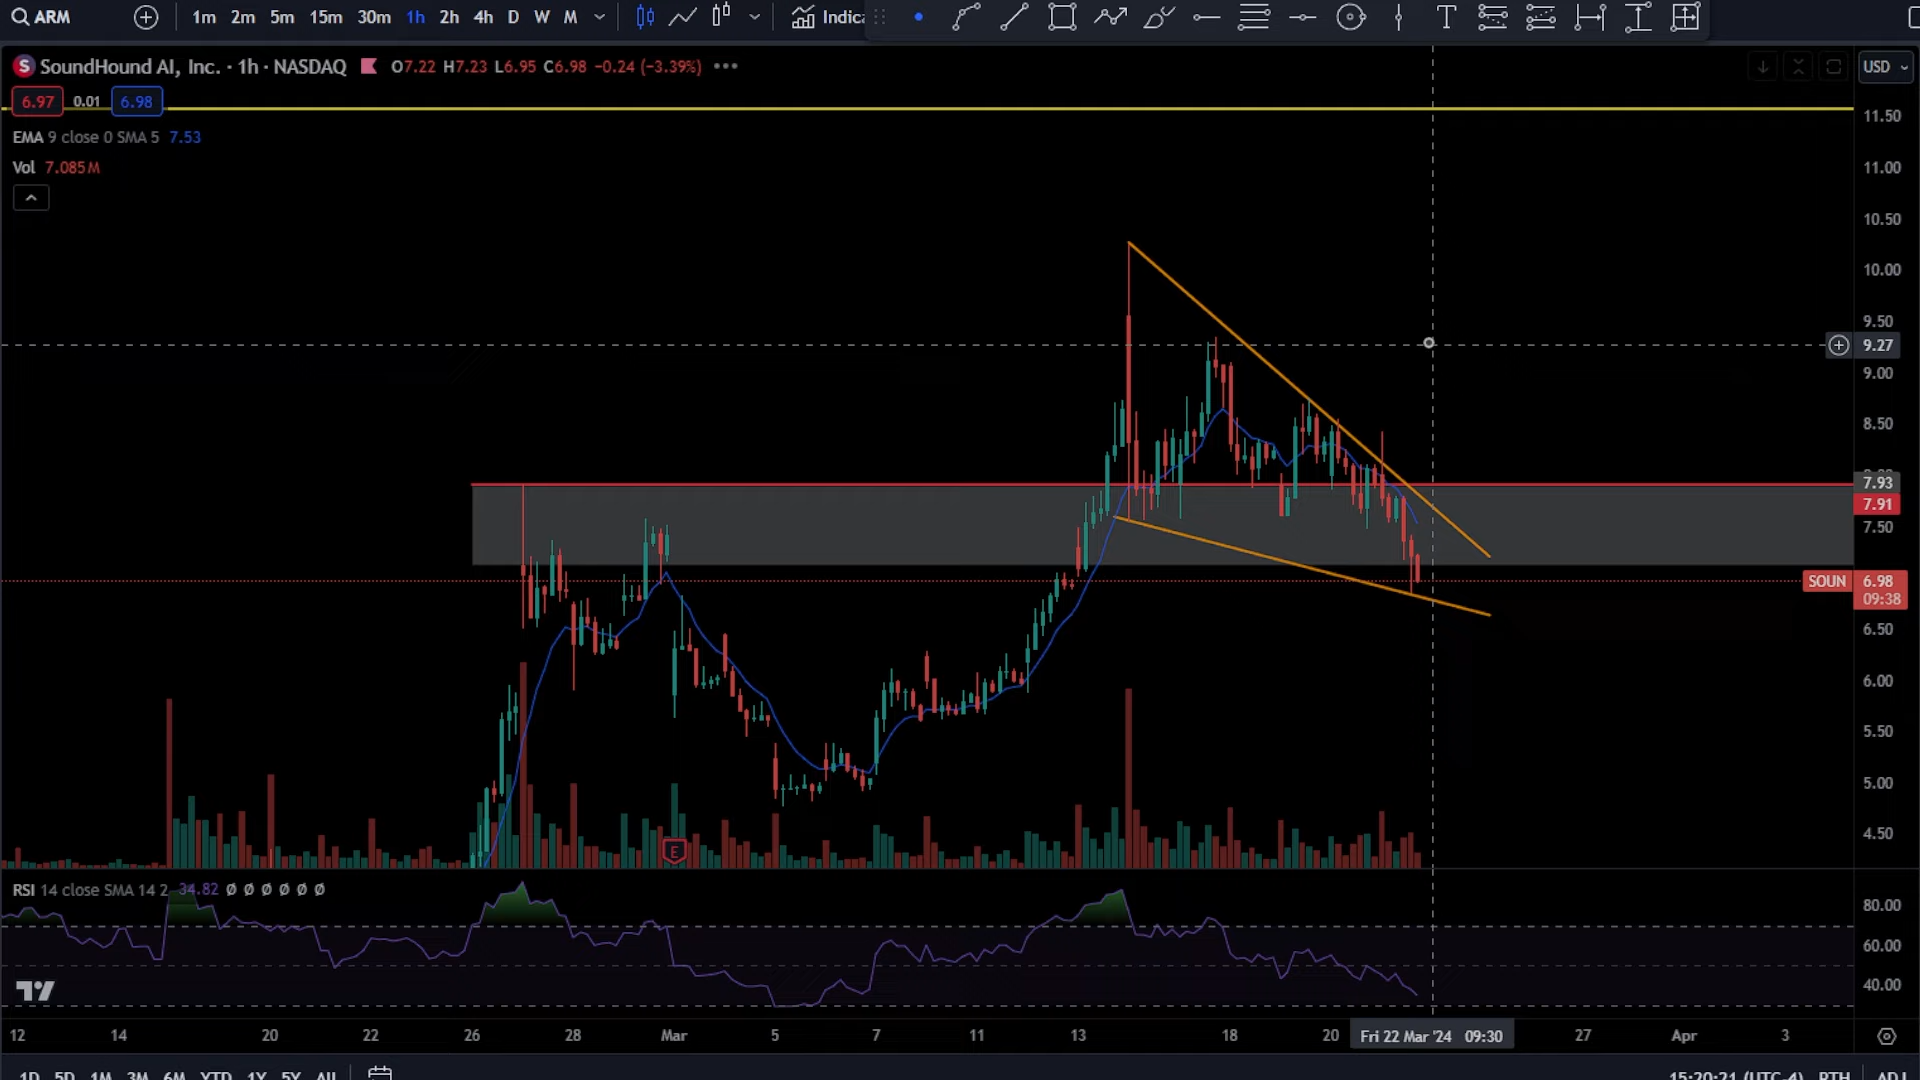 ARM 1m 2m 5m 15m 30m 1h 2h 4h D W M Indica T
S SoundHound AI, Inc. · 1h · NASDAQ O7.22 H7.23 L6.95 C6.98 −0.24 (−3.39%) USD
6.97 0.01 6.98
EMA 9 close 0 SMA 5 7.53
Vol 7.085M
11.50
11.00
10.50
10.00
9.50
9.27
9.00
8.50
7.93
7.91
7.50
SOUN 6.98
09:38
6.50
6.00
5.50
5.00
4.50
E
RSI 14 close SMA 14 2 34.82 Ø Ø Ø Ø Ø Ø
80.00
60.00
40.00
12 14 20 22 26 28 Mar 5 7 11 13 18 20 Fri 22 Mar '24 09:30 27 Apr 3
1D 5D 1M 3M 6M YTD 1Y 5Y All 15:20:21 (UTC-4) RTH ADJ